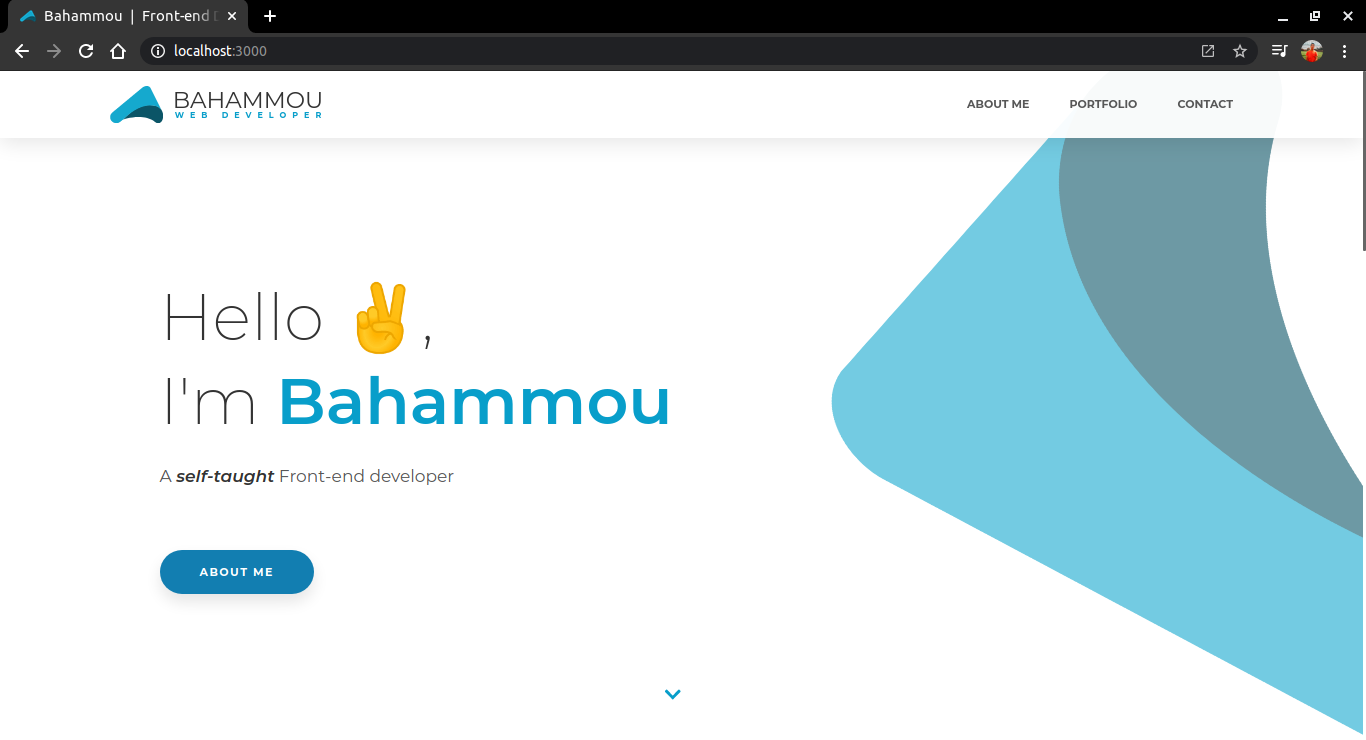 Bahammou | Front-end
localhost:3000
BAHAMMOU
WEB DEVELOPER
ABOUT ME
PORTFOLIO
CONTACT
Hello ✌,
I'm Bahammou
A self-taught Front-end developer
ABOUT ME